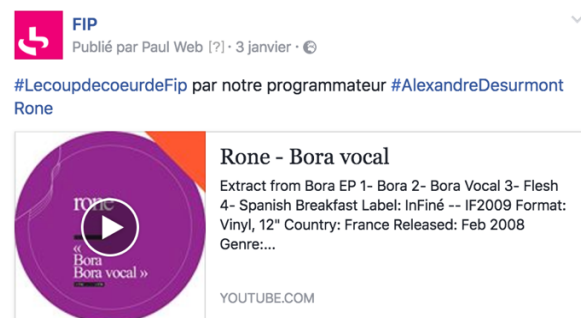 FIP
Publié par Paul Web [?] · 3 janvier ·
#LecoupdecoeurdeFip par notre programmateur #AlexandreDesurmont
Rone
rone
«
Bora
Bora vocal »
Rone - Bora vocal
Extract from Bora EP 1- Bora 2- Bora Vocal 3- Flesh
4- Spanish Breakfast Label: InFiné -- IF2009 Format:
Vinyl, 12" Country: France Released: Feb 2008
Genre:...
YOUTUBE.COM